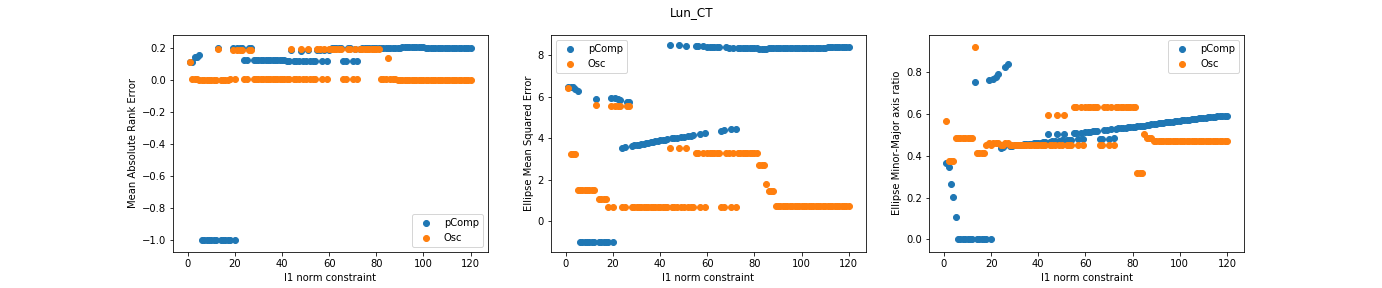 Lun_CT
Mean Absolute Rank Error
0.2
0.0
−0.2
−0.4
−0.6
−0.8
−1.0
0 20 40 60 80 100 120
l1 norm constraint
pComp
Osc
Ellipse Mean Squared Error
8
6
4
2
0
0 20 40 60 80 100 120
l1 norm constraint
pComp
Osc
Ellipse Minor-Major axis ratio
0.8
0.6
0.4
0.2
0.0
0 20 40 60 80 100 120
l1 norm constraint
pComp
Osc